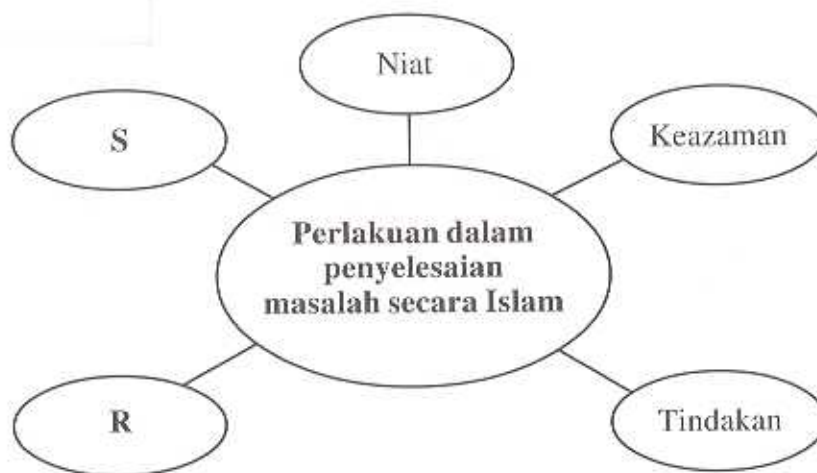 Niat
S
Keazaman
Perlakuan dalam
penyelesaian
masalah secara Islam
R
Tindakan